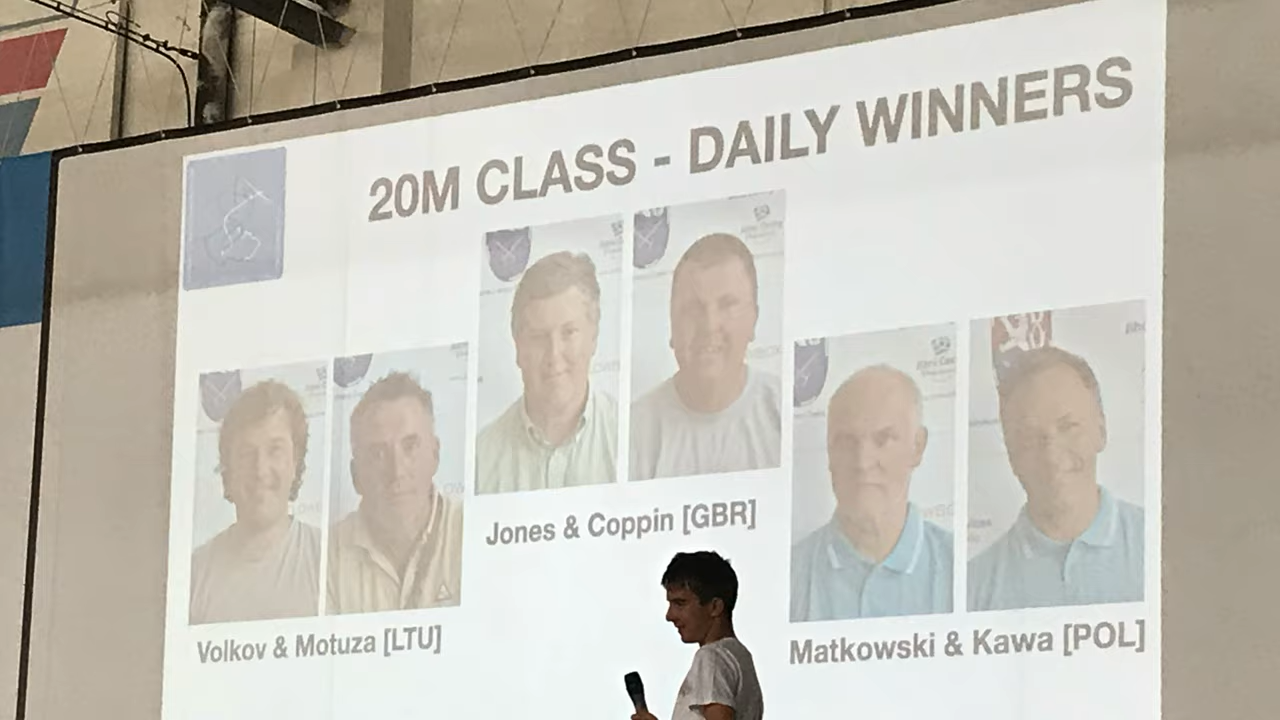 20M CLASS - DAILY WINNERS
Jones & Coppin [GBR]
Volkov & Motuza [LTU]
Matkowski & Kawa [POL]